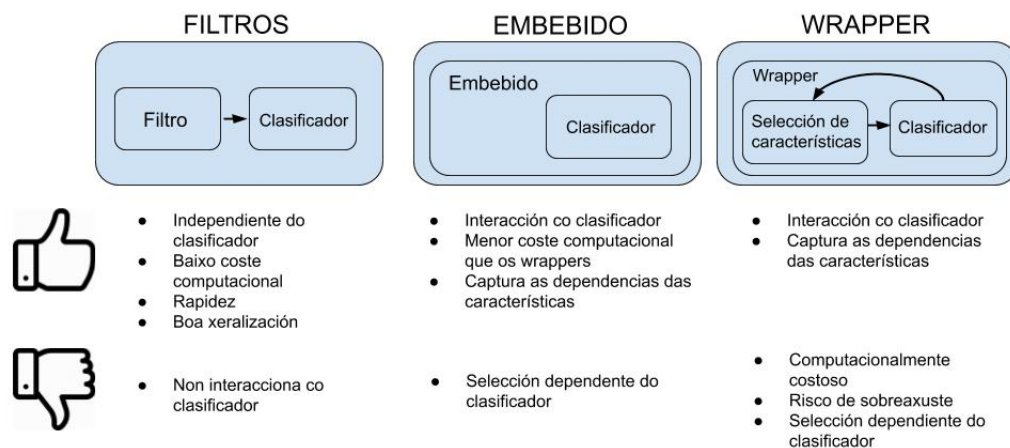 FILTROS
EMBEBIDO
WRAPPER
Filtro
Clasificador
Embebido
Clasificador
Wrapper
Selección de
características
Clasificador
● Independiente do
clasificador
● Baixo coste
computacional
● Rapidez
● Boa xeralización
● Interacción co clasificador
● Menor coste computacional
que os wrappers
● Captura as dependencias das
características
● Interacción co clasificador
● Captura as dependencias
das características
● Non interacciona co
clasificador
● Selección dependente do
clasificador
● Computacionalmente
costoso
● Risco de sobreaxuste
● Selección dependiente do
clasificador